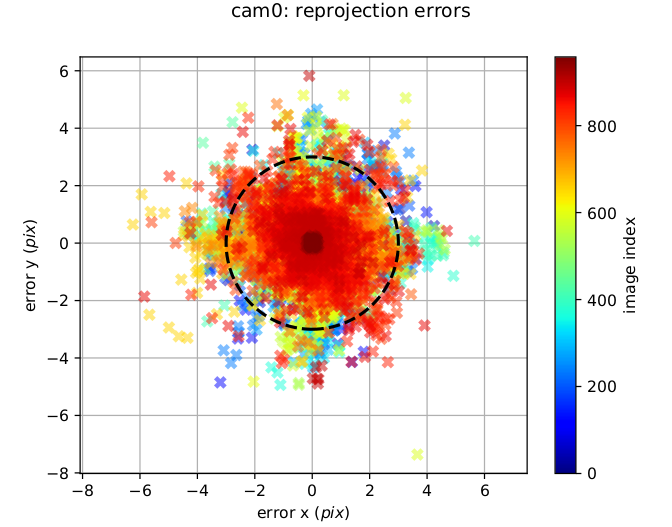 cam0: reprojection errors
6
4
2
0
−2
−4
−6
−8
−8 −6 −4 −2 0 2 4 6
error y (pix)
error x (pix)
800
600
400
200
0
image index